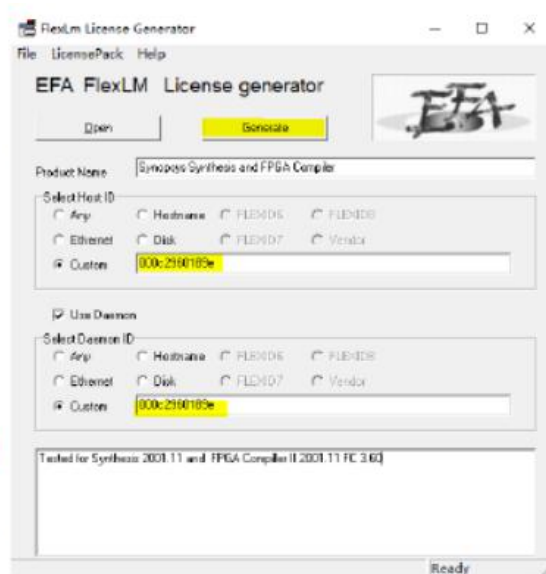 FlexLm License Generator
File LicensePack Help
EFA FlexLM License generator
EFA
Open Generate
Product Name Synopsys Synthesis and FPGA Compiler
Select Host ID
Any Hostname FLEXID6 FLEXID8
Ethernet Disk FLEXID7 Vendor
Custom 000c2960189e
Use Daemon
Select Daemon ID
Any Hostname FLEXID6 FLEXID8
Ethernet Disk FLEXID7 Vendor
Custom 000c2960189e
Tested for Synthesis 2001.11 and FPGA Compiler II 2001.11 FC 3.60
Ready